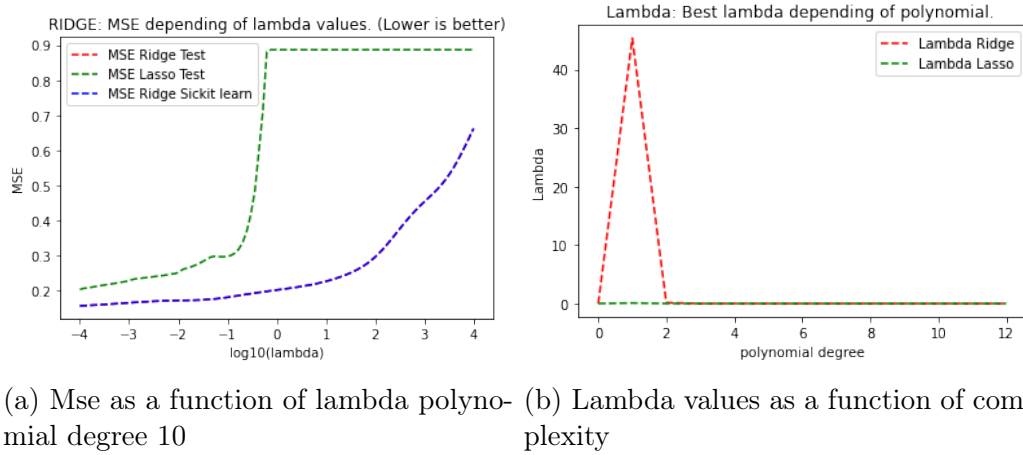 RIDGE: MSE depending of lambda values. (Lower is better)
0.9
0.8
0.7
0.6
0.5
0.4
0.3
0.2
MSE
MSE Ridge Test
MSE Lasso Test
MSE Ridge Sickit learn
−4
−3
−2
−1
0
1
2
3
4
log10(lambda)
Lambda: Best lambda depending of polynomial.
40
30
20
10
0
Lambda
Lambda Ridge
Lambda Lasso
0
2
4
6
8
10
12
polynomial degree
(a) Mse as a function of lambda polyno-
mial degree 10
(b) Lambda values as a function of com
plexity